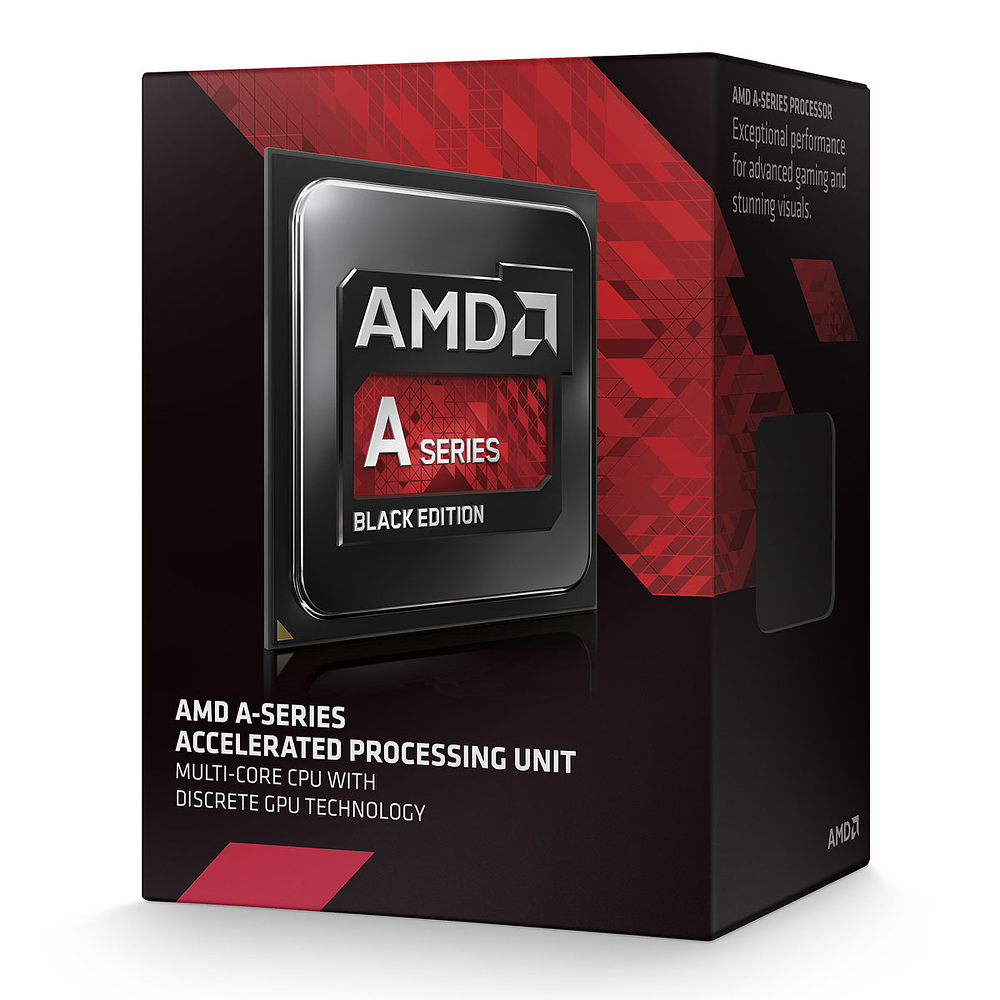 AMD
A SERIES
BLACK EDITION
AMD A-SERIES
ACCELERATED PROCESSING UNIT
MULTI-CORE CPU WITH
DISCRETE GPU TECHNOLOGY
AMD A-SERIES PROCESSOR
Exceptional performance
for advanced gaming and
stunning visuals.
AMD